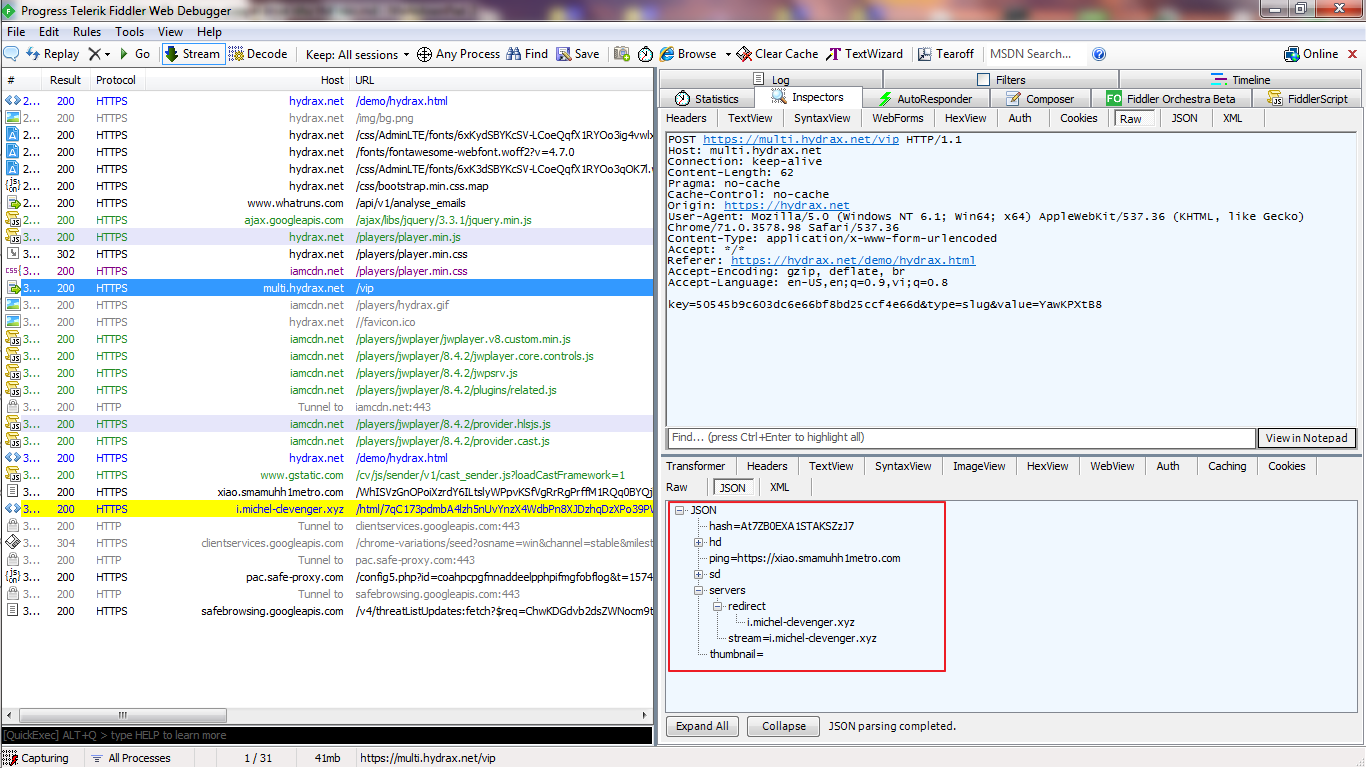 Progress Telerik Fiddler Web Debugger
File Edit Rules Tools View Help
Replay Go Stream Decode Keep: All sessions Any Process Find Save Browse Clear Cache TextWizard Tearoff MSDN Search... Online
# Result Protocol Host URL
2... 200 HTTPS hydrax.net /demo/hydrax.html
2... 200 HTTPS hydrax.net /img/bg.png
2... 200 HTTPS hydrax.net
2... 200 HTTPS hydrax.net /fonts/fontawesome-webfont.woff2?v=4.7.0
2... 200 HTTPS hydrax.net
2... 200 HTTPS hydrax.net /css/bootstrap.min.css.map
2... 200 HTTPS www.whatruns.com /api/v1/analyse_emails
3... 200 HTTPS ajax.googleapis.com /ajax/libs/jquery/3.3.1/jquery.min.js
3... 200 HTTPS hydrax.net /players/player.min.js
3... 302 HTTPS hydrax.net /players/player.min.css
3... 200 HTTPS iamcdn.net /players/player.min.css
3... 200 HTTPS multi.hydrax.net /vip
3... 200 HTTPS iamcdn.net /players/hydrax.gif
3... 200 HTTPS hydrax.net //favicon.ico
3... 200 HTTPS iamcdn.net /players/jwplayer/jwplayer.v8.custom.min.js
3... 200 HTTPS iamcdn.net /players/jwplayer/8.4.2/jwplayer.core.controls.js
3... 200 HTTPS iamcdn.net /players/jwplayer/8.4.2/jwpsrv.js
3... 200 HTTPS iamcdn.net /players/jwplayer/8.4.2/plugins/related.js
3... 200 HTTP Tunnel to iamcdn.net:443
3... 200 HTTPS iamcdn.net /players/jwplayer/8.4.2/provider.hlsjs.js
3... 200 HTTPS iamcdn.net /players/jwplayer/8.4.2/provider.cast.js
3... 200 HTTPS hydrax.net /demo/hydrax.html
3... 200 HTTPS www.gstatic.com /cv/js/sender/v1/cast_sender.js?loadCastFramework=1
3... 200 HTTPS xiao.smamuhh1metro.com
3... 200 HTTPS i.michel-clevenger.xyz
3... 200 HTTP Tunnel to clientservices.googleapis.com:443
3... 304 HTTPS clientservices.googleapis.com /chrome-variations/seed?osname=win&channel=stable&milest
3... 200 HTTP Tunnel to pac.safe-proxy.com:443
3... 200 HTTPS pac.safe-proxy.com /config5.php?id=coahpcpgfnnaddeelpphpifmgfobflog&t=1574
3... 200 HTTP Tunnel to safebrowsing.googleapis.com:443
3... 200 HTTPS safebrowsing.googleapis.com /v4/threatListUpdates:fetch?$req=ChwKDGdvb2dsZWNocm9t
[QuickExec] ALT+Q > type HELP to learn more
Log Filters Timeline
Statistics Inspectors AutoResponder Composer FO Fiddler Orchestra Beta FiddlerScript
Headers TextView SyntaxView WebForms HexView Auth Cookies Raw JSON XML
POST https://multi.hydrax.net/vip HTTP/1.1
Host: multi.hydrax.net
Connection: keep-alive
Content-Length: 62
Pragma: no-cache
Cache-Control: no-cache
Origin: https://hydrax.net
User-Agent: Mozilla/5.0 (Windows NT 6.1; Win64; x64) AppleWebKit/537.36 (KHTML, like Gecko)
Chrome/71.0.3578.98 Safari/537.36
Content-Type: application/x-www-form-urlencoded
Accept: */*
Referer: https://hydrax.net/demo/hydrax.html
Accept-Encoding: gzip, deflate, br
Accept-Language: en-US,en;q=0.9,vi;q=0.8
key=50545b9c603dc6e66bf8bd25ccf4e66d&type=slug&value=YawKPXtB8
Find... (press Ctrl+Enter to highlight all) View in Notepad
Transformer Headers TextView SyntaxView ImageView HexView WebView Auth Caching Cookies
Raw JSON XML
JSON
hash=At7ZB0EXA1STAKSZzJ7
hd
ping=https://xiao.smamuhh1metro.com
sd
servers
redirect
i.michel-clevenger.xyz
stream=i.michel-clevenger.xyz
thumbnail=
Expand All Collapse JSON parsing completed.
Capturing All Processes 1 / 31 41mb https://multi.hydrax.net/vip